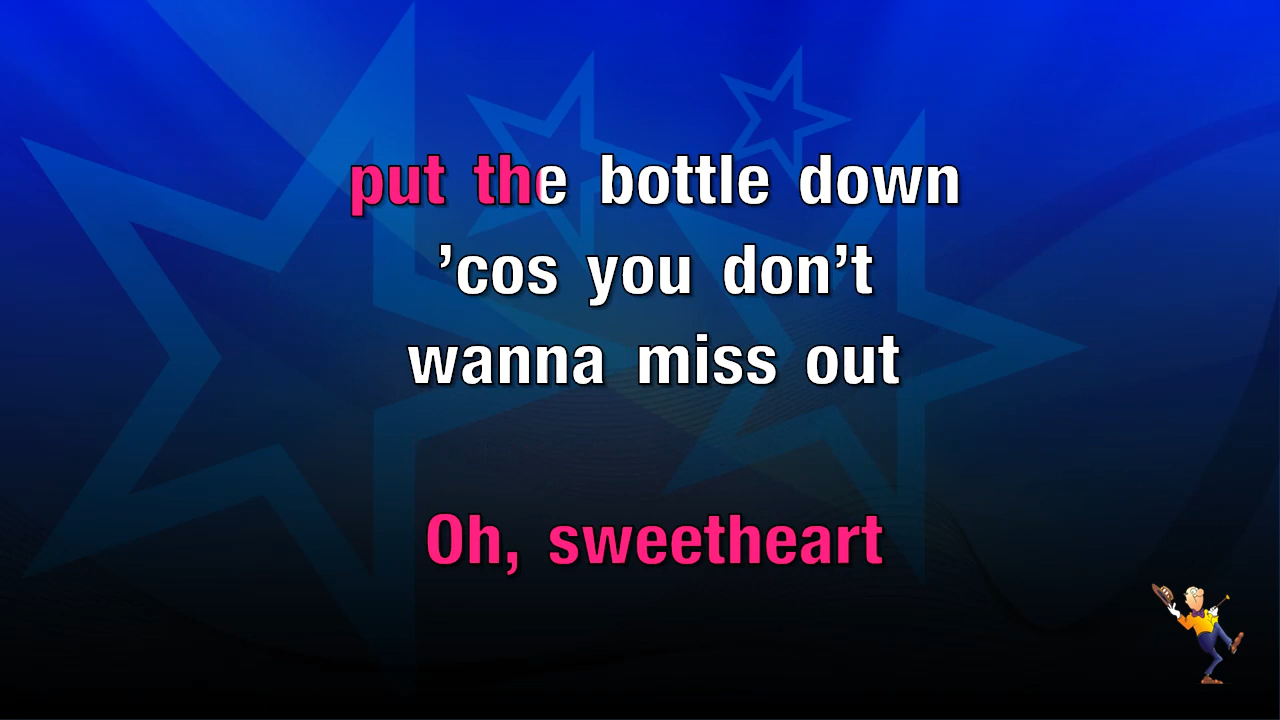 put the bottle down
’cos you don’t
wanna miss out
Oh, sweetheart